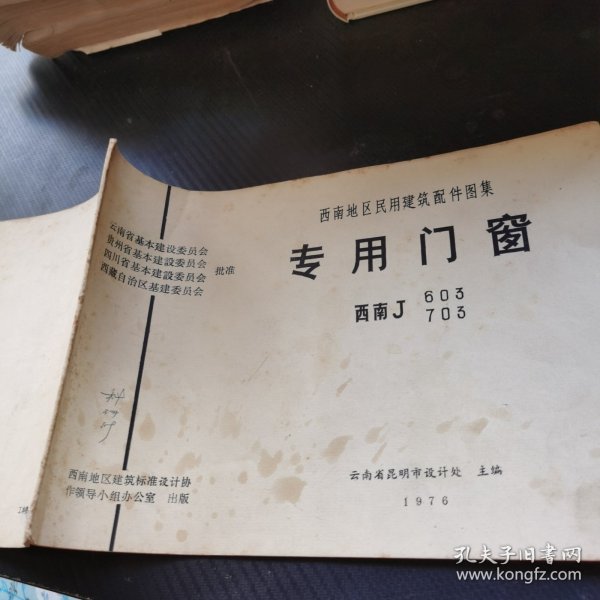 西南地区民用建筑配件图集
专用门窗
西南J 603
703
云南省基本建设委员会
贵州省基本建設委员会
四川省基本建設委员会
西藏自治区基建委员会
批准
西南地区建筑标准设计协
作领导小组办公室 出版
云南省昆明市设计处 主编
1976
孔夫子旧书网
www.kongfz.com